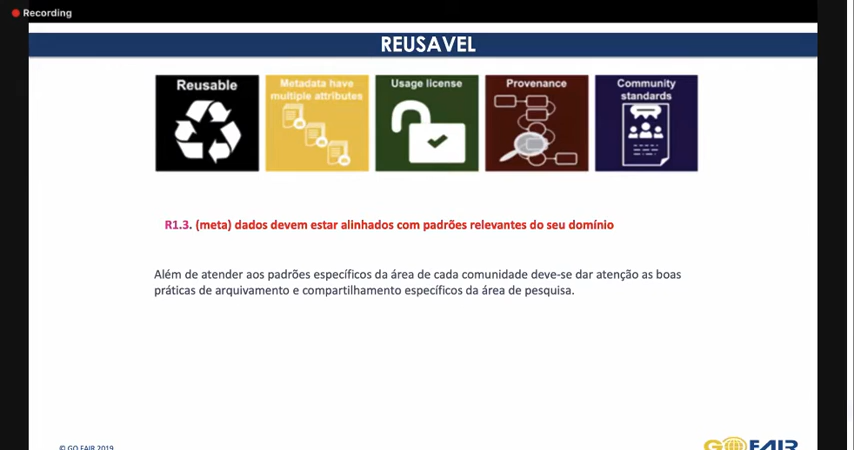 Recording
REUSAVEL
Reusable
Metadata have
multiple attributes
Usage license
Provenance
Community
standards
R1.3. (meta) dados devem estar alinhados com padrões relevantes do seu domínio
Além de atender aos padrões específicos da área de cada comunidade deve-se dar atenção as boas
práticas de arquivamento e compartilhamento específicos da área de pesquisa.
© GO FAIR 2019
GO FAIR